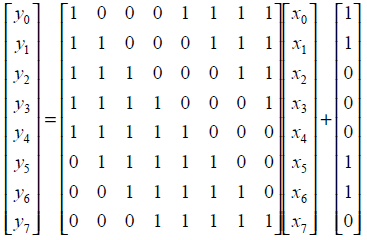 y0 1 0 0 0 1 1 1 1 x0 1
y1 1 1 0 0 0 1 1 1 x1 1
y2 1 1 1 0 0 0 1 1 x2 0
y3 1 1 1 1 0 0 0 1 x3 0
y4 = 1 1 1 1 1 0 0 0 x4 + 0
y5 0 1 1 1 1 1 0 0 x5 1
y6 0 0 1 1 1 1 1 0 x6 1
y7 0 0 0 1 1 1 1 1 x7 0